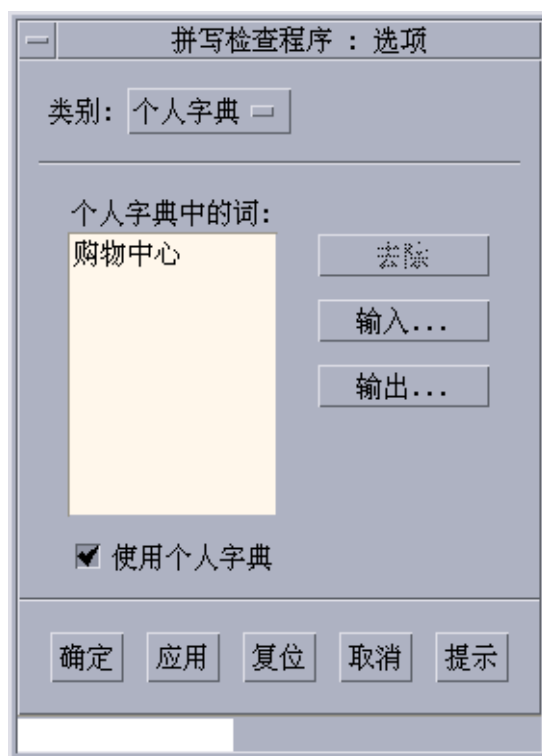 拼写检查程序 : 选项
类别: 个人字典
个人字典中的词:
购物中心
去除
输入...
输出...
使用个人字典
确定 应用 复位 取消 提示